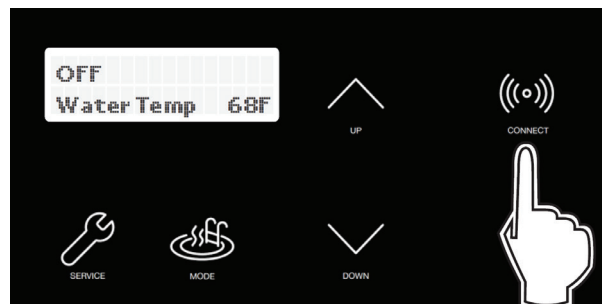 OFF
Water Temp 68F
UP
CONNECT
SERVICE
MODE
DOWN